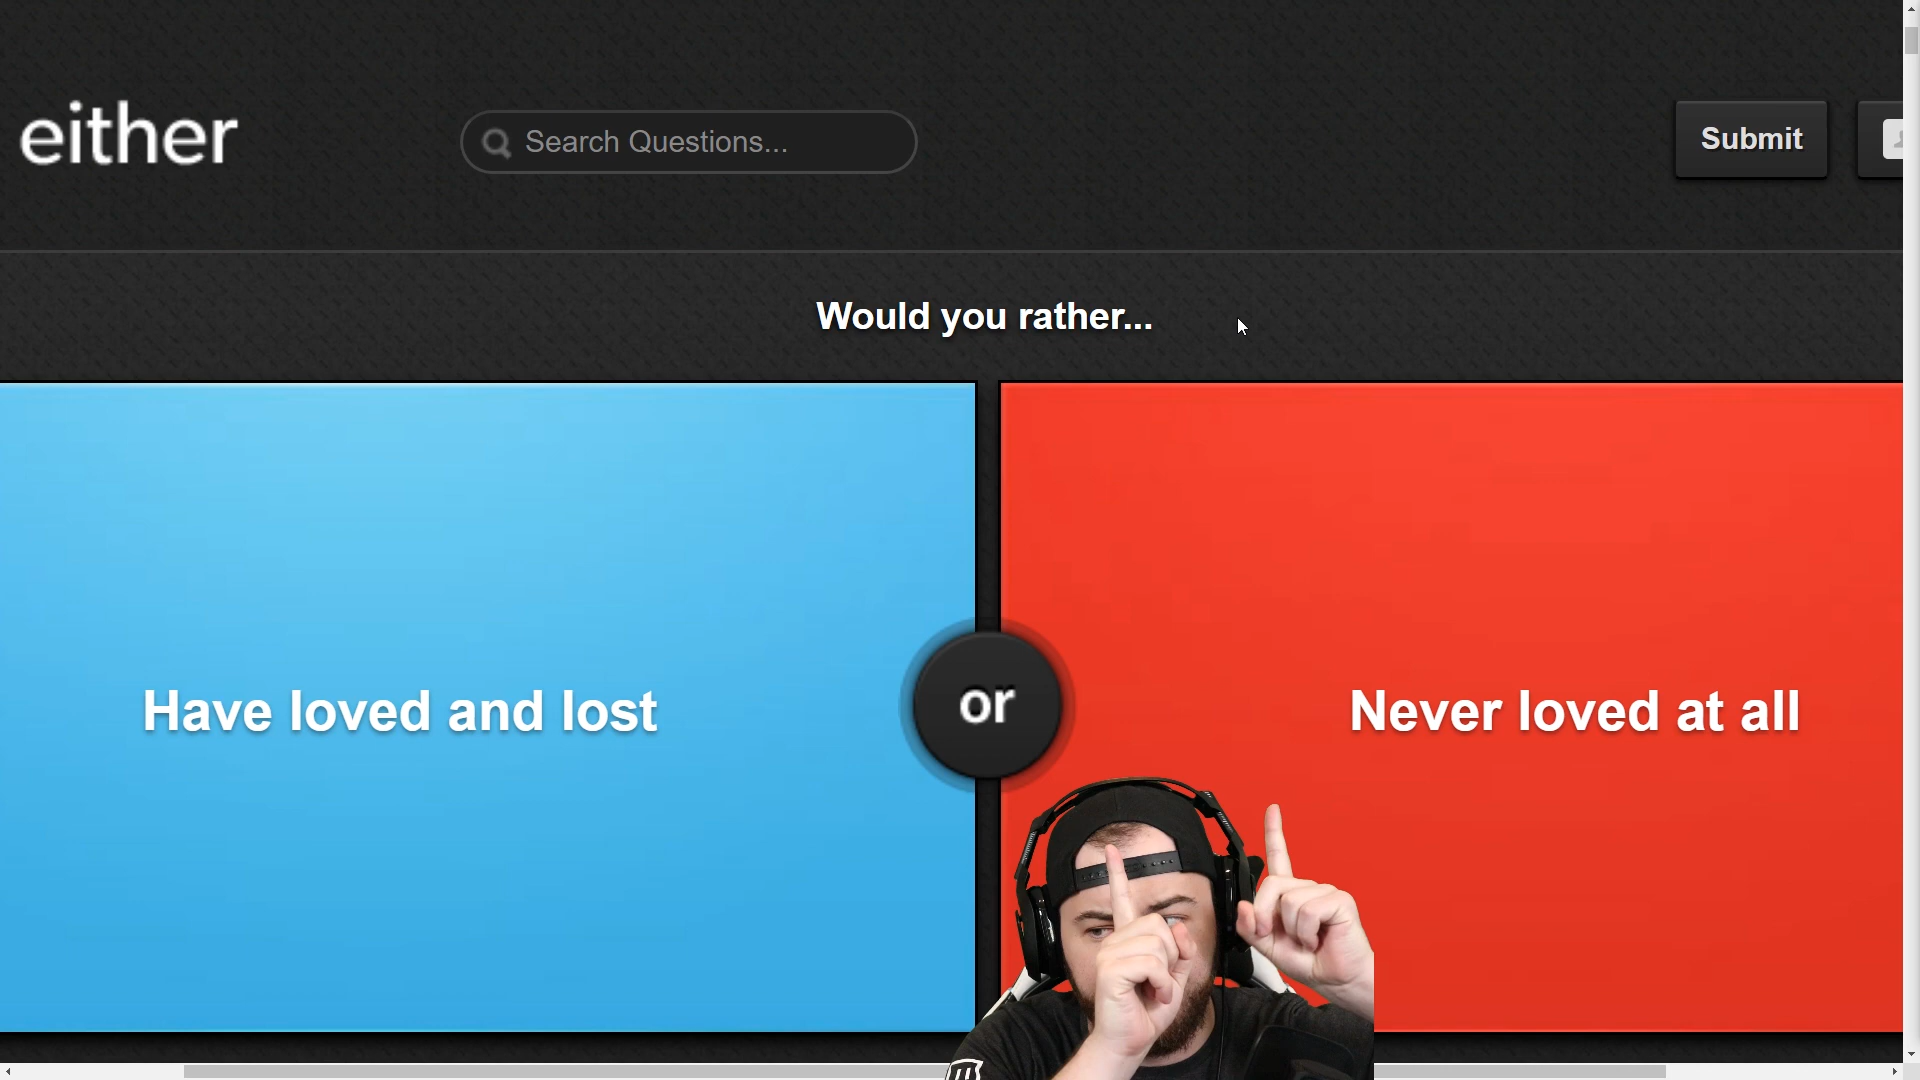 either
Search Questions...
Submit
Would you rather...
Have loved and lost
or
Never loved at all